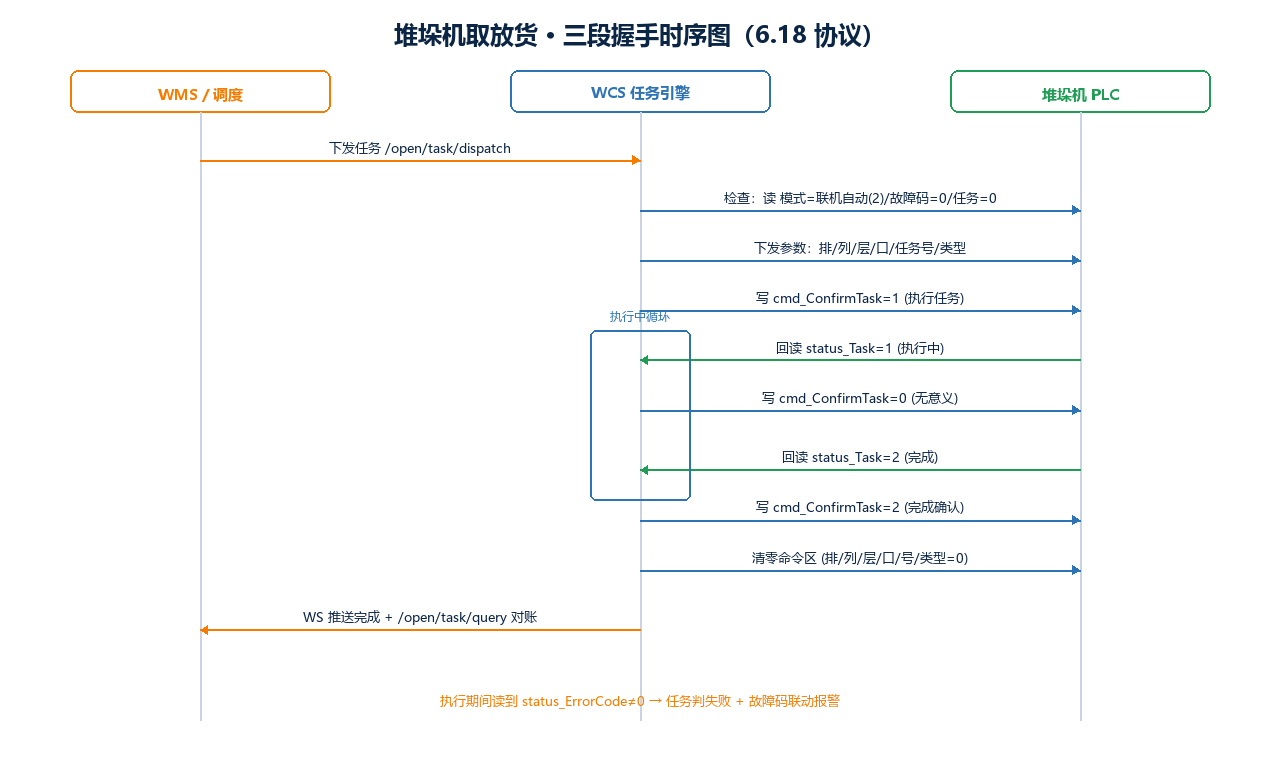 堆垛机取放货 • 三段握手时序图（6.18 协议）
WMS / 调度
WCS 任务引擎
堆垛机 PLC
下发任务 /open/task/dispatch
检查：读 模式=联机自动(2)/故障码=0/任务=0
下发参数：排/列/层/口/任务号/类型
写 cmd_ConfirmTask=1 (执行任务)
执行中循环
回读 status_Task=1 (执行中)
写 cmd_ConfirmTask=0 (无意义)
回读 status_Task=2 (完成)
写 cmd_ConfirmTask=2 (完成确认)
清零命令区 (排/列/层/口/号/类型=0)
WS 推送完成 + /open/task/query 对账
执行期间读到 status_ErrorCode≠0 → 任务判失败 + 故障码联动报警